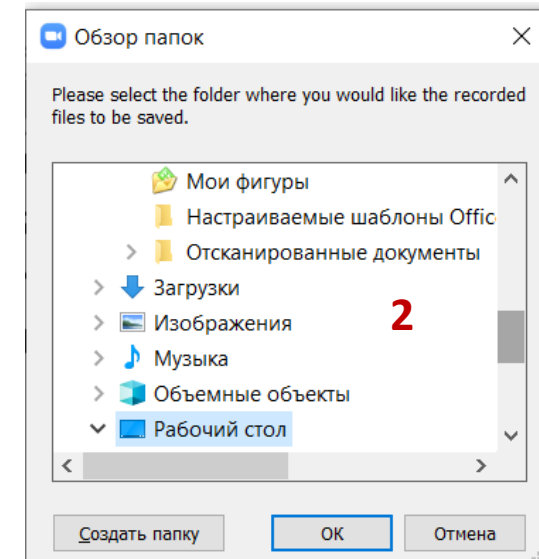 Обзор папок
Please select the folder where you would like the recorded
files to be saved.
Мои фигуры
Настраиваемые шаблоны Offic
Отсканированные документы
Загрузки
Изображения
2
Музыка
Объемные объекты
Рабочий стол
Создать папку
ОК
Отмена